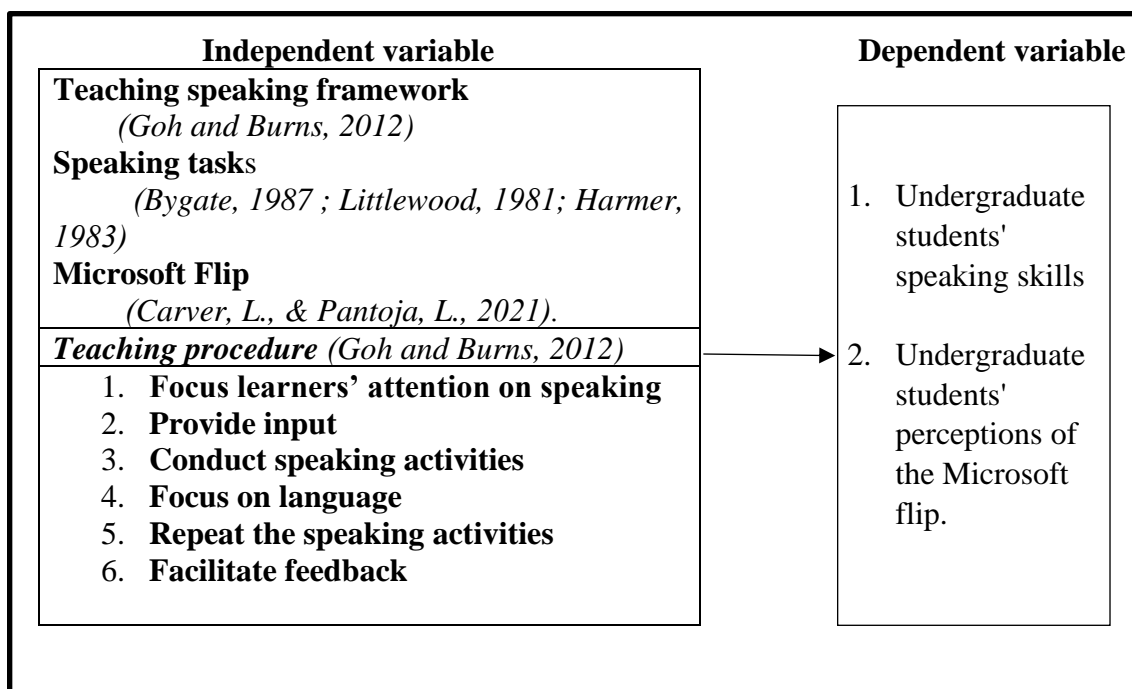 Independent variable
Teaching speaking framework
(Goh and Burns, 2012)
Speaking tasks
(Bygate, 1987 ; Littlewood, 1981; Harmer,
1983)
Microsoft Flip
(Carver, L., & Pantoja, L., 2021).
Teaching procedure (Goh and Burns, 2012)
1. Focus learners’ attention on speaking
2. Provide input
3. Conduct speaking activities
4. Focus on language
5. Repeat the speaking activities
6. Facilitate feedback
Dependent variable
1. Undergraduate
students'
speaking skills
2. Undergraduate
students'
perceptions of
the Microsoft
flip.